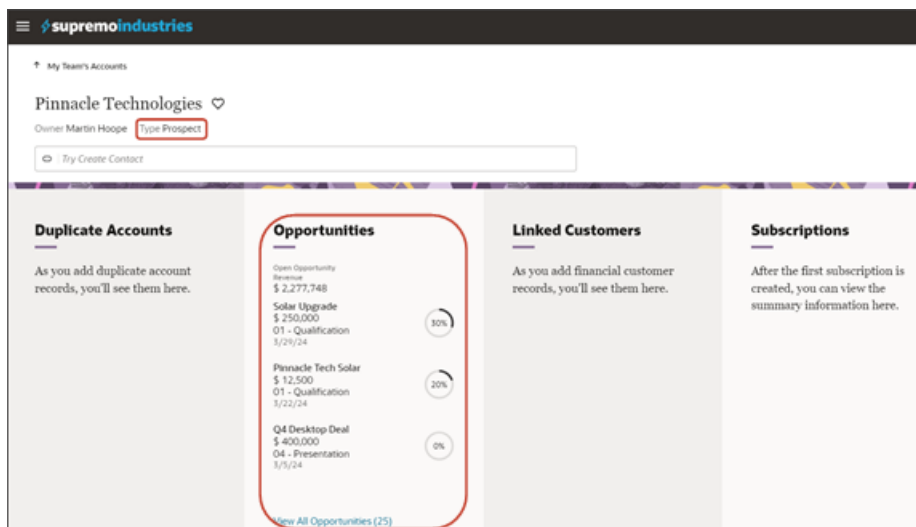 supremoindustries
My Team's Accounts
Pinnacle Technologies
Owner Martin Hoope Type Prospect
Try Create Contact
Duplicate Accounts
As you add duplicate account
records, you'll see them here.
Opportunities
Open Opportunity
Revenue
$ 2,277,748
Solar Upgrade
$ 250,000
01 - Qualification
3/29/24
30%
Pinnacle Tech Solar
$ 12,500
01 - Qualification
3/22/24
20%
Q4 Desktop Deal
$ 400,000
04 - Presentation
3/5/24
0%
View All Opportunities (25)
Linked Customers
As you add financial customer
records, you'll see them here.
Subscriptions
After the first subscription is
created, you can view the
summary information here.